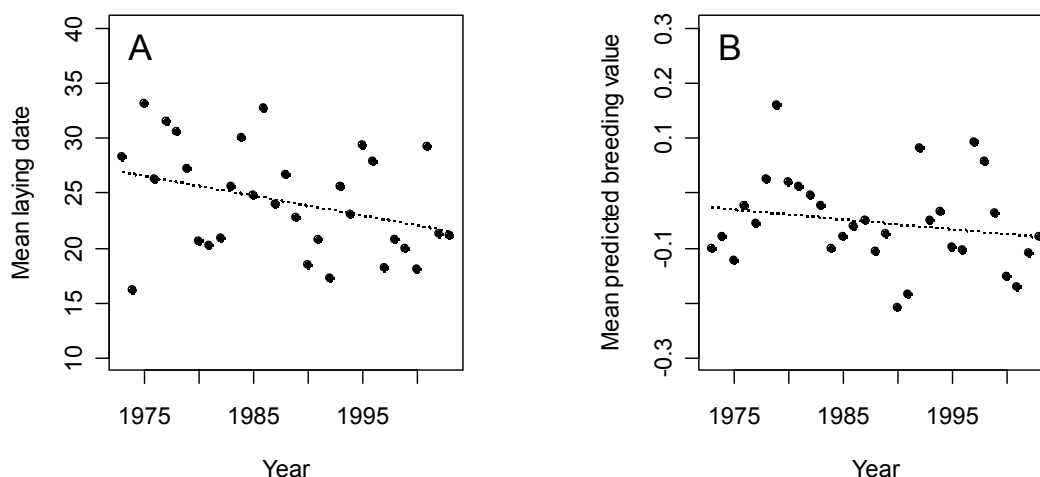 A
Mean laying date
40
35
30
25
20
15
10
1975 1985 1995
Year
B
Mean predicted breeding value
0.3
0.2
0.1
-0.1
-0.3
1975 1985 1995
Year